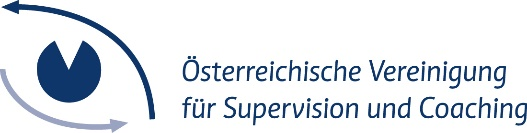 Österreichische Vereinigung
für Supervision und Coaching